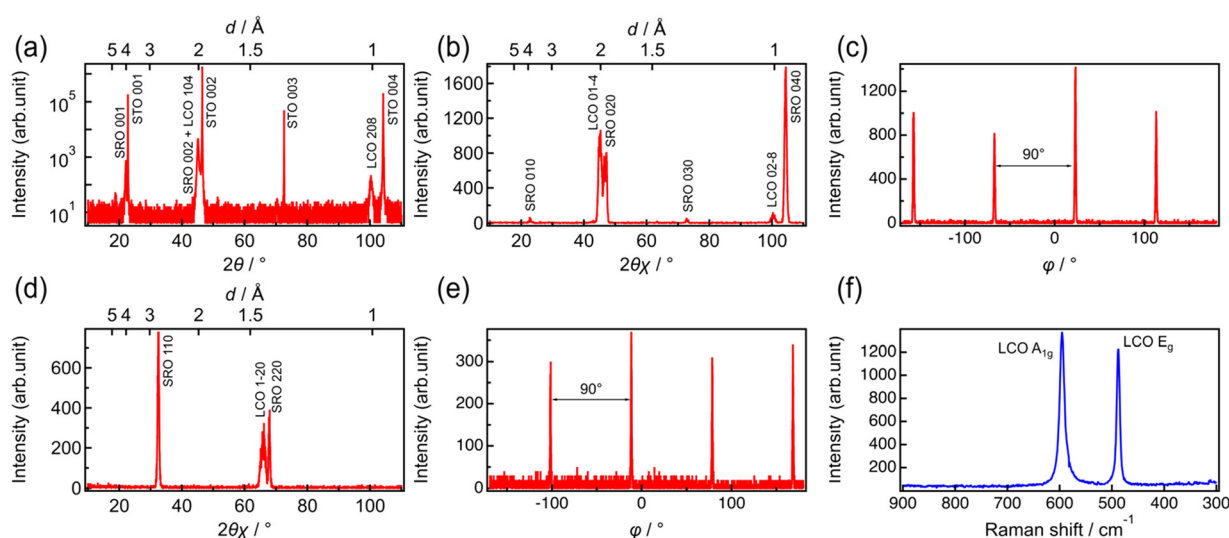 (a)
d / Å
5 4 3 2 1.5 1
Intensity (arb.unit)
10⁵
10³
10¹
SRO 001
STO 001
SRO 002 + LCO 104
STO 002
STO 003
LCO 208
STO 004
20 40 60 80 100
2θ / °
(b)
d / Å
5 4 3 2 1.5 1
Intensity (arb.unit)
1600
1200
800
400
0
SRO 010
LCO 01-4
SRO 020
SRO 030
LCO 02-8
SRO 040
20 40 60 80 100
2θχ / °
(c)
Intensity (arb.unit)
1200
800
400
0
90°
-100 0 100
φ / °
(d)
d / Å
5 4 3 2 1.5 1
Intensity (arb.unit)
600
400
200
0
SRO 110
LCO 1-20
SRO 220
20 40 60 80 100
2θχ / °
(e)
Intensity (arb.unit)
300
200
100
0
90°
-100 0 100
φ / °
(f)
Intensity (arb.unit)
1200
1000
800
600
400
200
LCO A₁g
LCO Eg
900 800 700 600 500 400 300
Raman shift / cm⁻¹